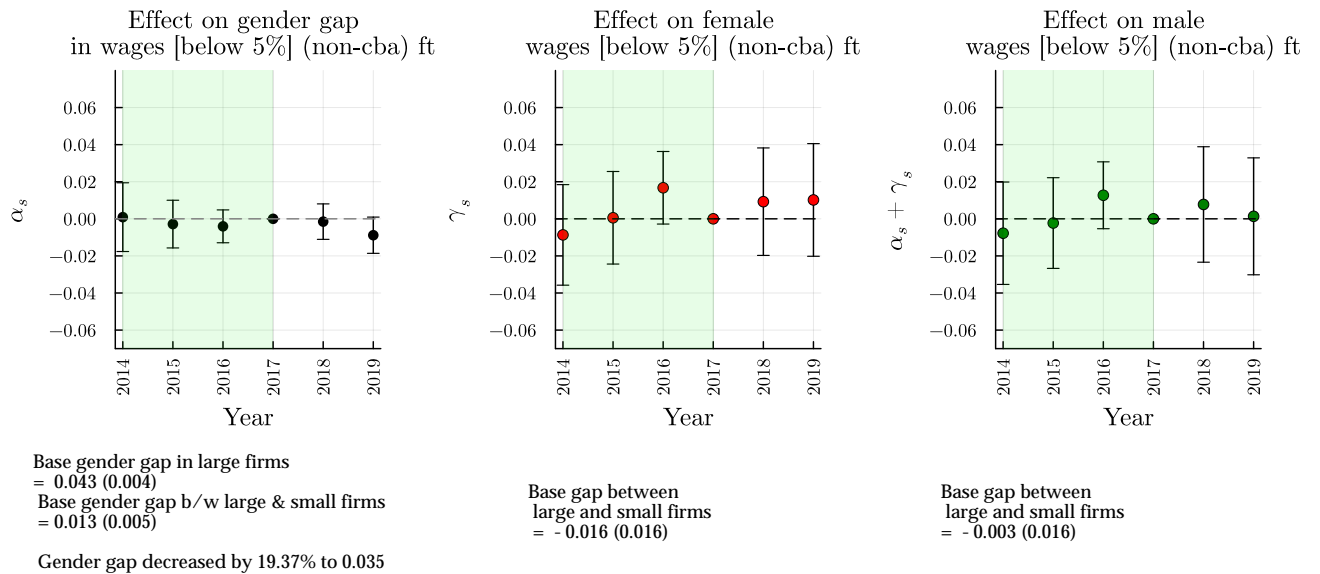 Effect on gender gap
in wages [below 5%] (non-cba) ft
α_s
0.06
0.04
0.02
0.00
−0.02
−0.04
−0.06
2014
2015
2016
2017
2018
2019
Year
Base gender gap in large firms
= 0.043 (0.004)
Base gender gap b/w large & small firms
= 0.013 (0.005)
Gender gap decreased by 19.37% to 0.035
Effect on female
wages [below 5%] (non-cba) ft
γ_s
0.06
0.04
0.02
0.00
−0.02
−0.04
−0.06
2014
2015
2016
2017
2018
2019
Year
Base gap between
large and small firms
= - 0.016 (0.016)
Effect on male
wages [below 5%] (non-cba) ft
α_s + γ_s
0.06
0.04
0.02
0.00
−0.02
−0.04
−0.06
2014
2015
2016
2017
2018
2019
Year
Base gap between
large and small firms
= - 0.003 (0.016)